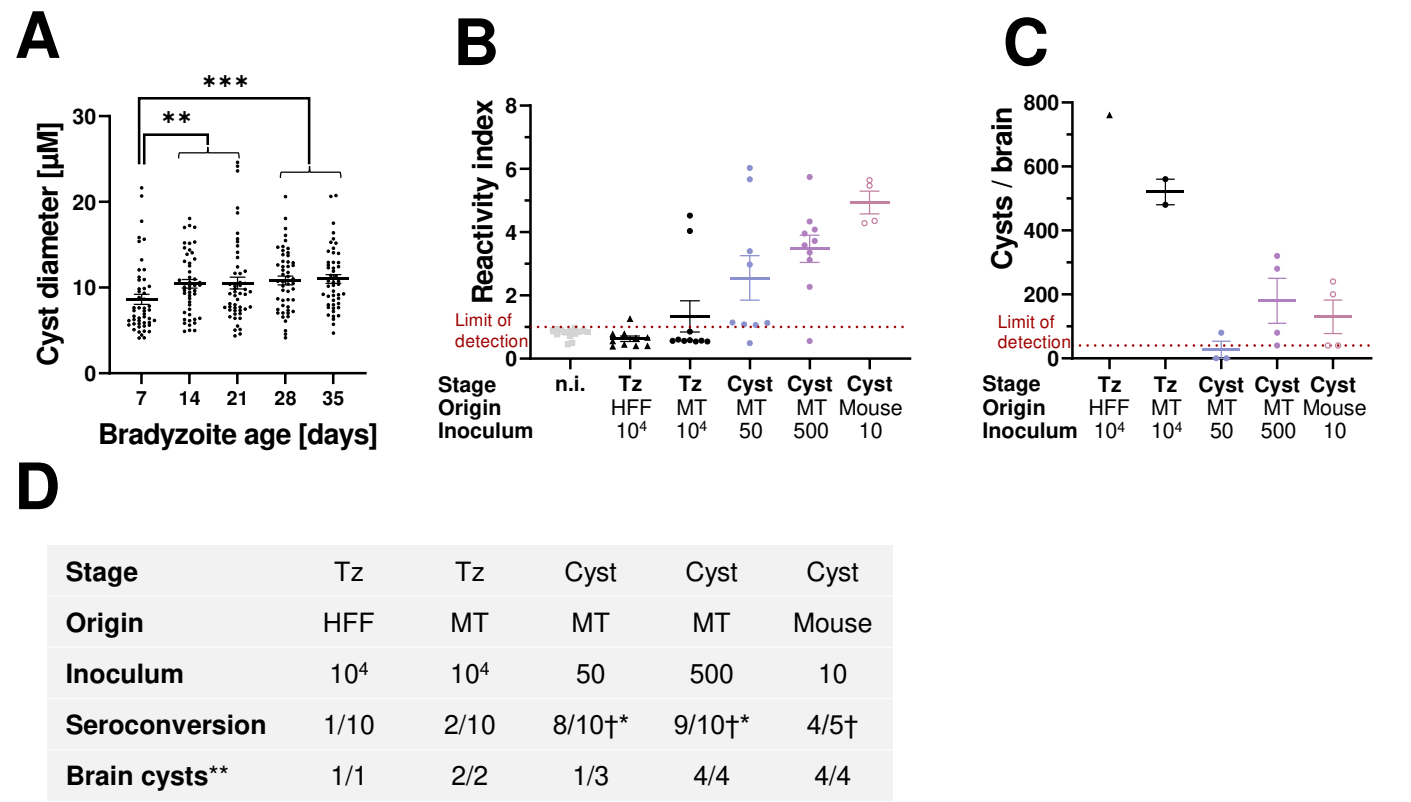 A
***
**
30
20
10
0
Cyst diameter [µM]
7 14 21 28 35
Bradyzoite age [days]
B
8
6
4
2
0
Reactivity index
Limit of
detection
Stage n.i. Tz Tz Cyst Cyst Cyst
Origin HFF MT MT MT Mouse
Inoculum 10⁴ 10⁴ 50 500 10
C
800
600
400
200
0
Cysts / brain
Limit of
detection
Stage Tz Tz Cyst Cyst Cyst
Origin HFF MT MT MT Mouse
Inoculum 10⁴ 10⁴ 50 500 10
D
Stage Tz Tz Cyst Cyst Cyst
Origin HFF MT MT MT Mouse
Inoculum 10⁴ 10⁴ 50 500 10
Seroconversion 1/10 2/10 8/10†* 9/10†* 4/5†
Brain cysts** 1/1 2/2 1/3 4/4 4/4